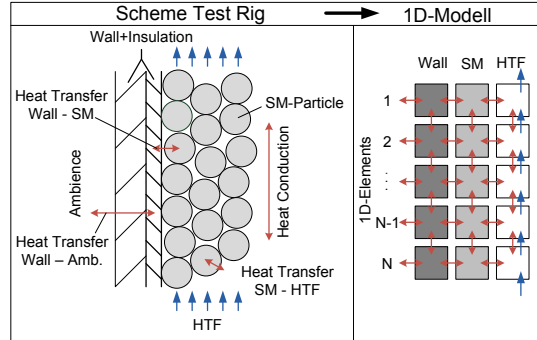 Scheme Test Rig
1D-Modell
Wall+Insulation
Heat Transfer
Wall - SM
SM-Particle
Ambience
Heat Conduction
Heat Transfer
Wall – Amb.
Heat Transfer
SM - HTF
HTF
Wall SM HTF
1D-Elements
1
2
⋮
N-1
N